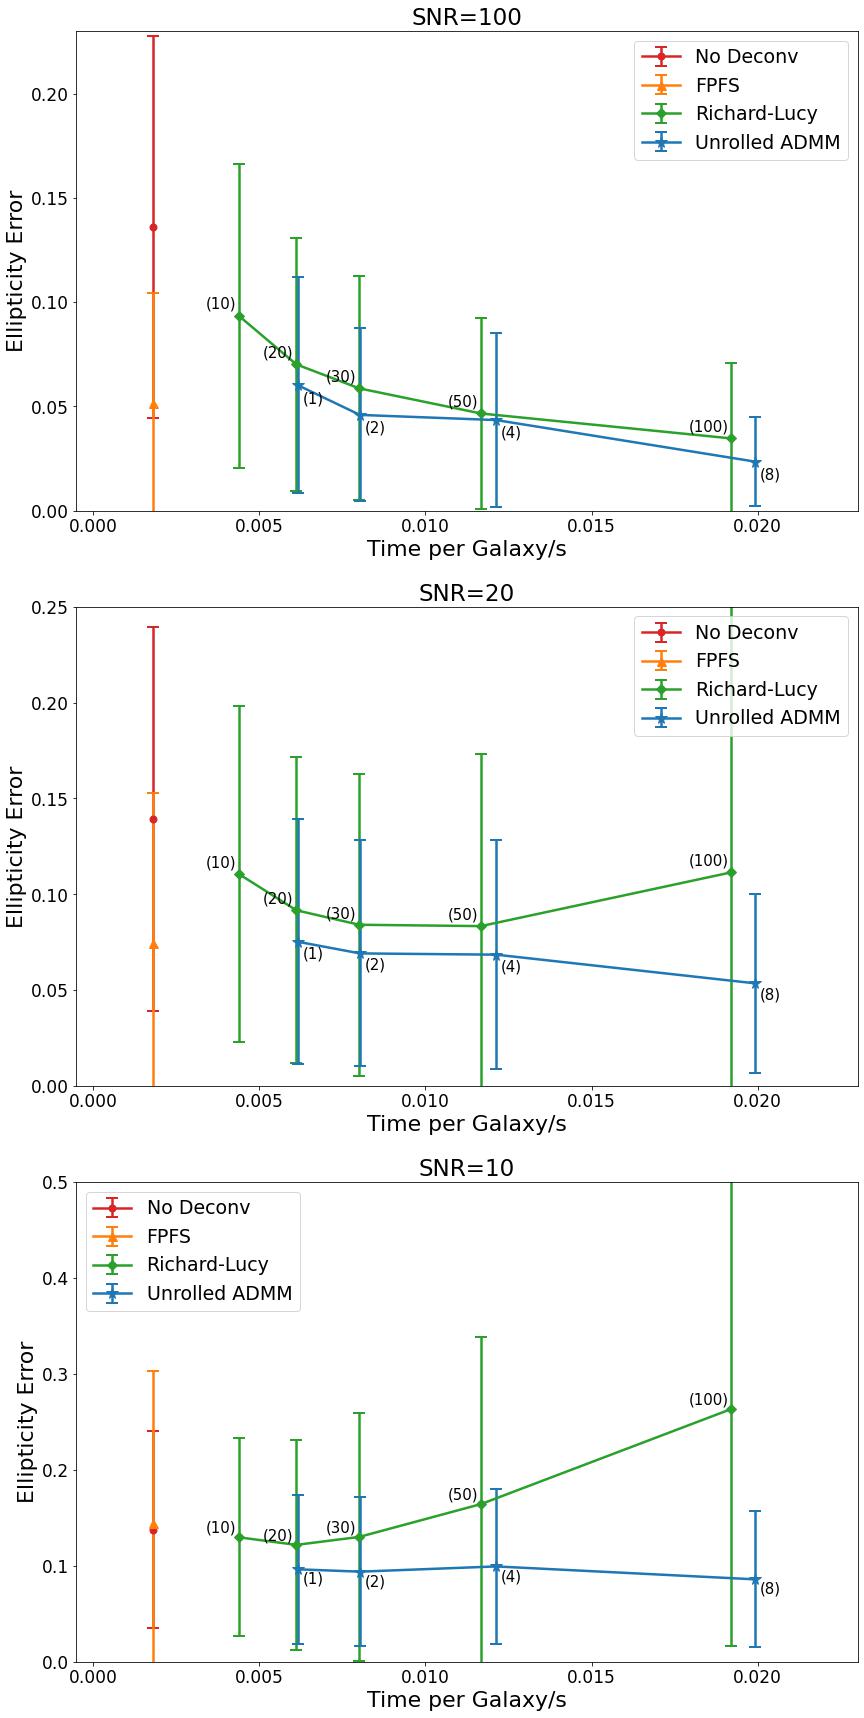 SNR=100
Ellipticity Error
0.20
0.15
0.10
0.05
0.00
No Deconv
FPFS
Richard-Lucy
Unrolled ADMM
(10)
(20)
(30)
(50)
(100)
(1)
(2)
(4)
(8)
0.000 0.005 0.010 0.015 0.020
Time per Galaxy/s
SNR=20
Ellipticity Error
0.25
0.20
0.15
0.10
0.05
0.00
No Deconv
FPFS
Richard-Lucy
Unrolled ADMM
(10)
(20)
(30)
(50)
(100)
(1)
(2)
(4)
(8)
0.000 0.005 0.010 0.015 0.020
Time per Galaxy/s
SNR=10
Ellipticity Error
0.5
0.4
0.3
0.2
0.1
0.0
No Deconv
FPFS
Richard-Lucy
Unrolled ADMM
(10)
(20)
(30)
(50)
(100)
(1)
(2)
(4)
(8)
0.000 0.005 0.010 0.015 0.020
Time per Galaxy/s